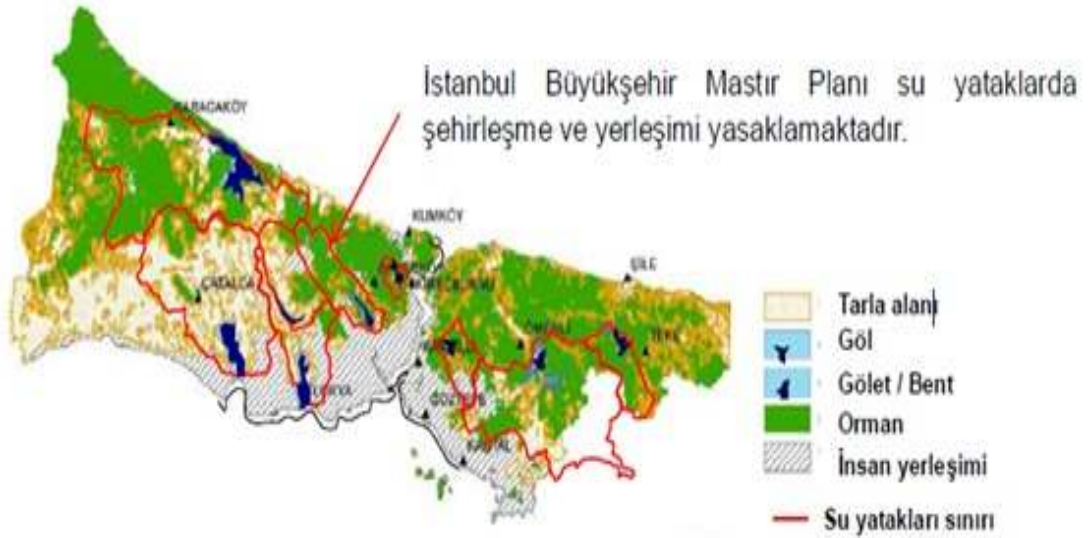 İstanbul Büyükşehir Mastır Planı su yataklarda
şehirleşme ve yerleşimi yasaklamaktadır.
KUMKÖY
ŞİLE
ÇATALCA
KARTAL
Tarla alanı
Göl
Gölet / Bent
Orman
İnsan yerleşimi
Su yatakları sınırı